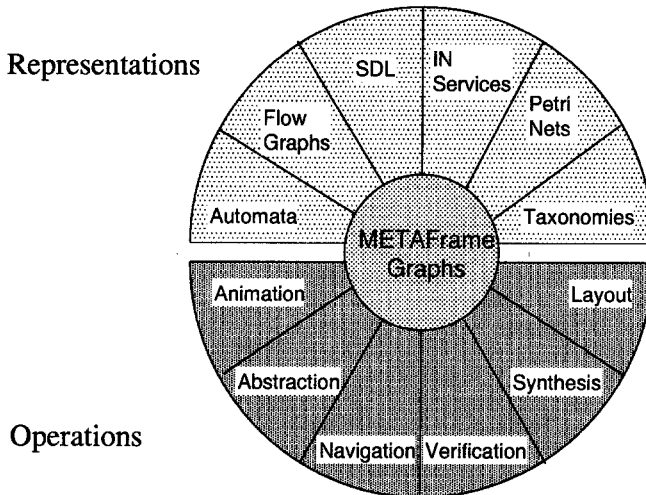 Representations
SDL
IN
Services
Flow
Graphs
Petri
Nets
Automata
Taxonomies
METAFrame
Graphs
Animation
Layout
Abstraction
Synthesis
Operations
Navigation
Verification